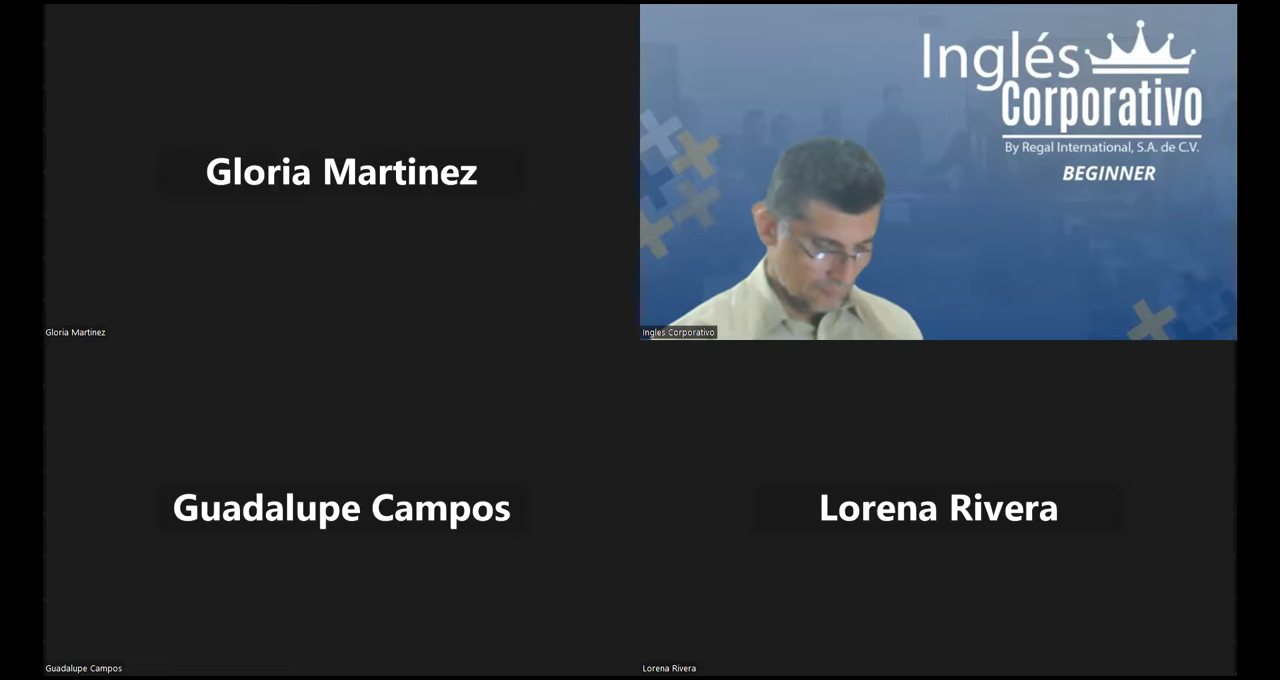 Gloria Martinez
Gloria Martinez
Inglés
Corporativo
By Regal International, S.A. de C.V.
BEGINNER
Ingles Corporativo
Guadalupe Campos
Guadalupe Campos
Lorena Rivera
Lorena Rivera